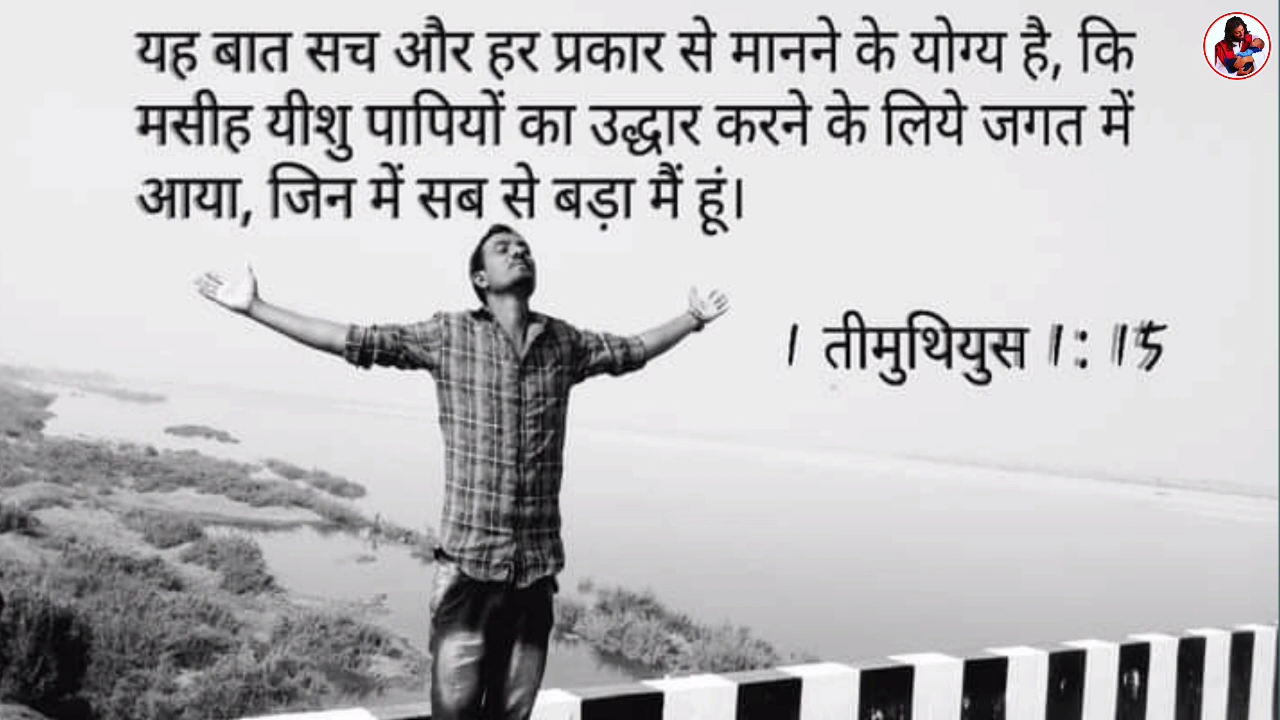 यह बात सच और हर प्रकार से मानने के योग्य है, कि
मसीह यीशु पापियों का उद्धार करने के लिये जगत में
आया, जिन में सब से बड़ा मैं हूं।
1 तीमुथियुस 1: 15